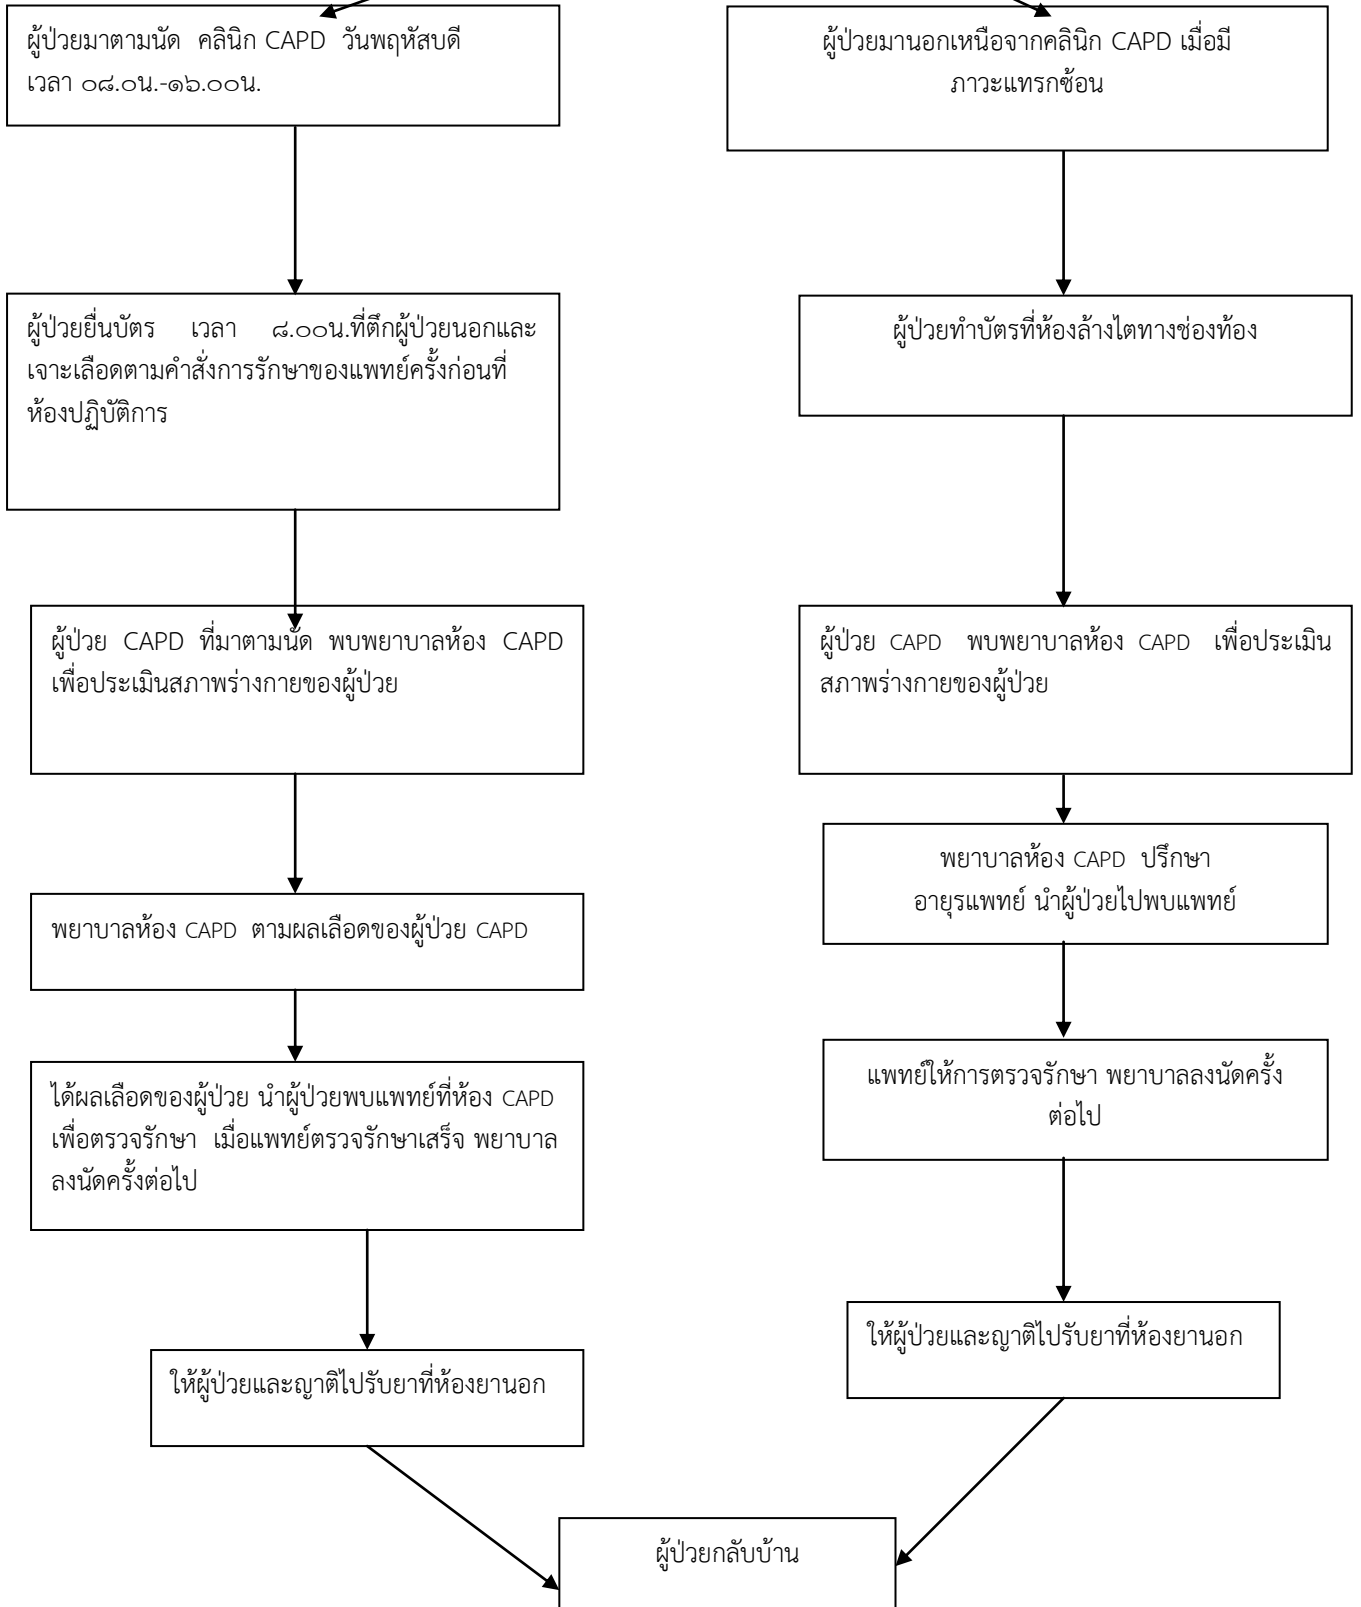 ผู้ป่วยมาตามนัด คลินิก CAPD วันพฤหัสบดี
เวลา ๐๘.๐น.-๑๖.๐๐น.
ผู้ป่วยยื่นบัตร เวลา ๘.๐๐น.ที่ตึกผู้ป่วยนอกและ
เจาะเลือดตามคำสั่งการรักษาของแพทย์ครั้งก่อนที่
ห้องปฏิบัติการ
ผู้ป่วย CAPD ที่มาตามนัด พบพยาบาลห้อง CAPD
เพื่อประเมินสภาพร่างกายของผู้ป่วย
พยาบาลห้อง CAPD ตามผลเลือดของผู้ป่วย CAPD
ได้ผลเลือดของผู้ป่วย นำผู้ป่วยพบแพทย์ที่ห้อง CAPD
เพื่อตรวจรักษา เมื่อแพทย์ตรวจรักษาเสร็จ พยาบาล
ลงนัดครั้งต่อไป
ให้ผู้ป่วยและญาติไปรับยาที่ห้องยานอก
ผู้ป่วยมานอกเหนือจากคลินิก CAPD เมื่อมี
ภาวะแทรกซ้อน
ผู้ป่วยทำบัตรที่ห้องล้างไตทางช่องท้อง
ผู้ป่วย CAPD พบพยาบาลห้อง CAPD เพื่อประเมิน
สภาพร่างกายของผู้ป่วย
พยาบาลห้อง CAPD ปรึกษา
อายุรแพทย์ นำผู้ป่วยไปพบแพทย์
แพทย์ให้การตรวจรักษา พยาบาลลงนัดครั้ง
ต่อไป
ให้ผู้ป่วยและญาติไปรับยาที่ห้องยานอก
ผู้ป่วยกลับบ้าน